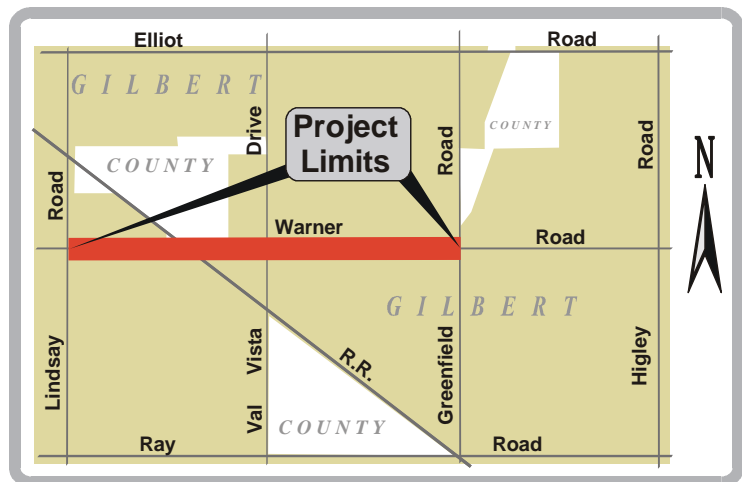 Elliot Road
GILBERT
Drive
Project
Limits
Road
COUNTY
Road
N
COUNTY
Road
Warner Road
GILBERT
Lindsay
Val Vista
R.R.
Greenfield
Higley
COUNTY
Ray Road